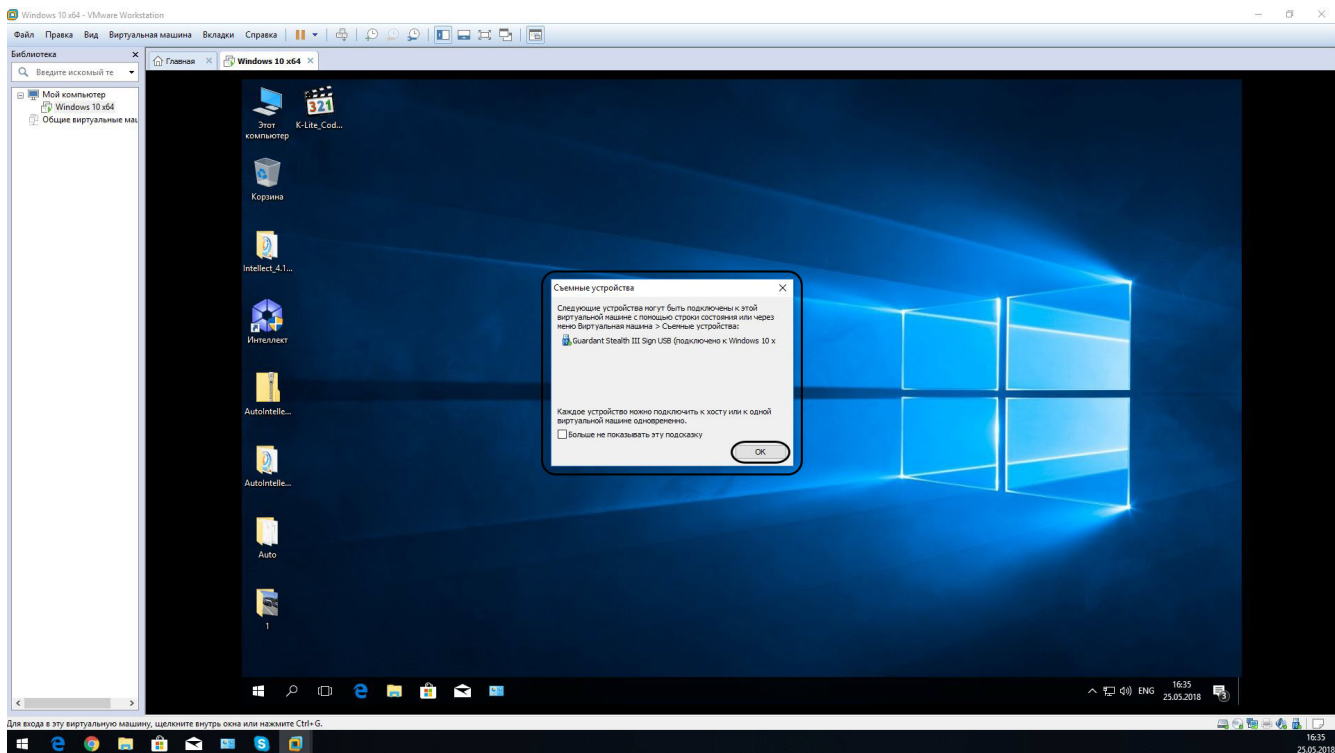 Windows 10 x64 - VMware Workstation
Файл Правка Вид Виртуальная машина Вкладки Справка
Библиотека
Введите искомый те
Мой компьютер
Windows 10 x64
Общие виртуальные маш
Главная
Windows 10 x64
Этот компьютер
K-Lite_Cod...
321
Корзина
Intellect_4.1...
Интеллект
AutoIntelle...
AutoIntelle...
Auto
1
Съемные устройства
Следующие устройства могут быть подключены к этой
виртуальной машине с помощью строки состояния или через
меню Виртуальная машина > Съемные устройства:
Guardant Stealth III Sign USB (подключено к Windows 10 x
Каждое устройство можно подключить к хосту или к одной
виртуальной машине одновременно.
Больше не показывать эту подсказку
OK
ENG
16:35
25.05.2018
3
Для входа в эту виртуальную машину, щелкните внутрь окна или нажмите Ctrl+G.
16:35
25.05.2018